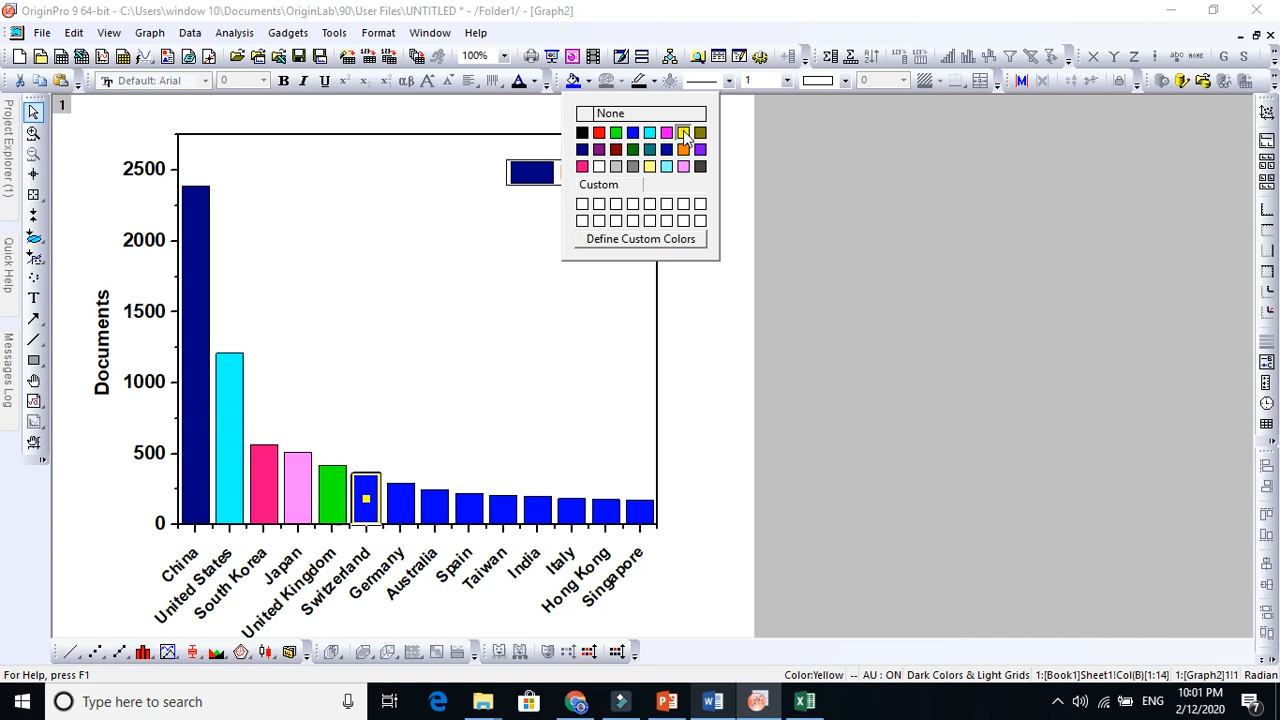 OriginPro 9 64-bit - C:\Users\window 10\Documents\OriginLab\90\User Files\UNTITLED * - /Folder1/ - [Graph2]
File Edit View Graph Data Analysis Gadgets Tools Format Window Help
100%
Default: Arial 0 B I U αβ A A 1 0
Project Explorer (1)
Quick Help
Messages Log
1
None
Custom
Define Custom Colors
2500
2000
1500
1000
500
0
Documents
China
United States
South Korea
Japan
United Kingdom
Switzerland
Germany
Australia
Spain
Taiwan
India
Italy
Hong Kong
Singapore
For Help, press F1
Color:Yellow -- AU : ON Dark Colors & Light Grids 1:[Book1]Sheet1!Col(B)[1:14] 1:[Graph2]1!1 Radian
Type here to search
ENG
10:01 PM
2/12/2020
7